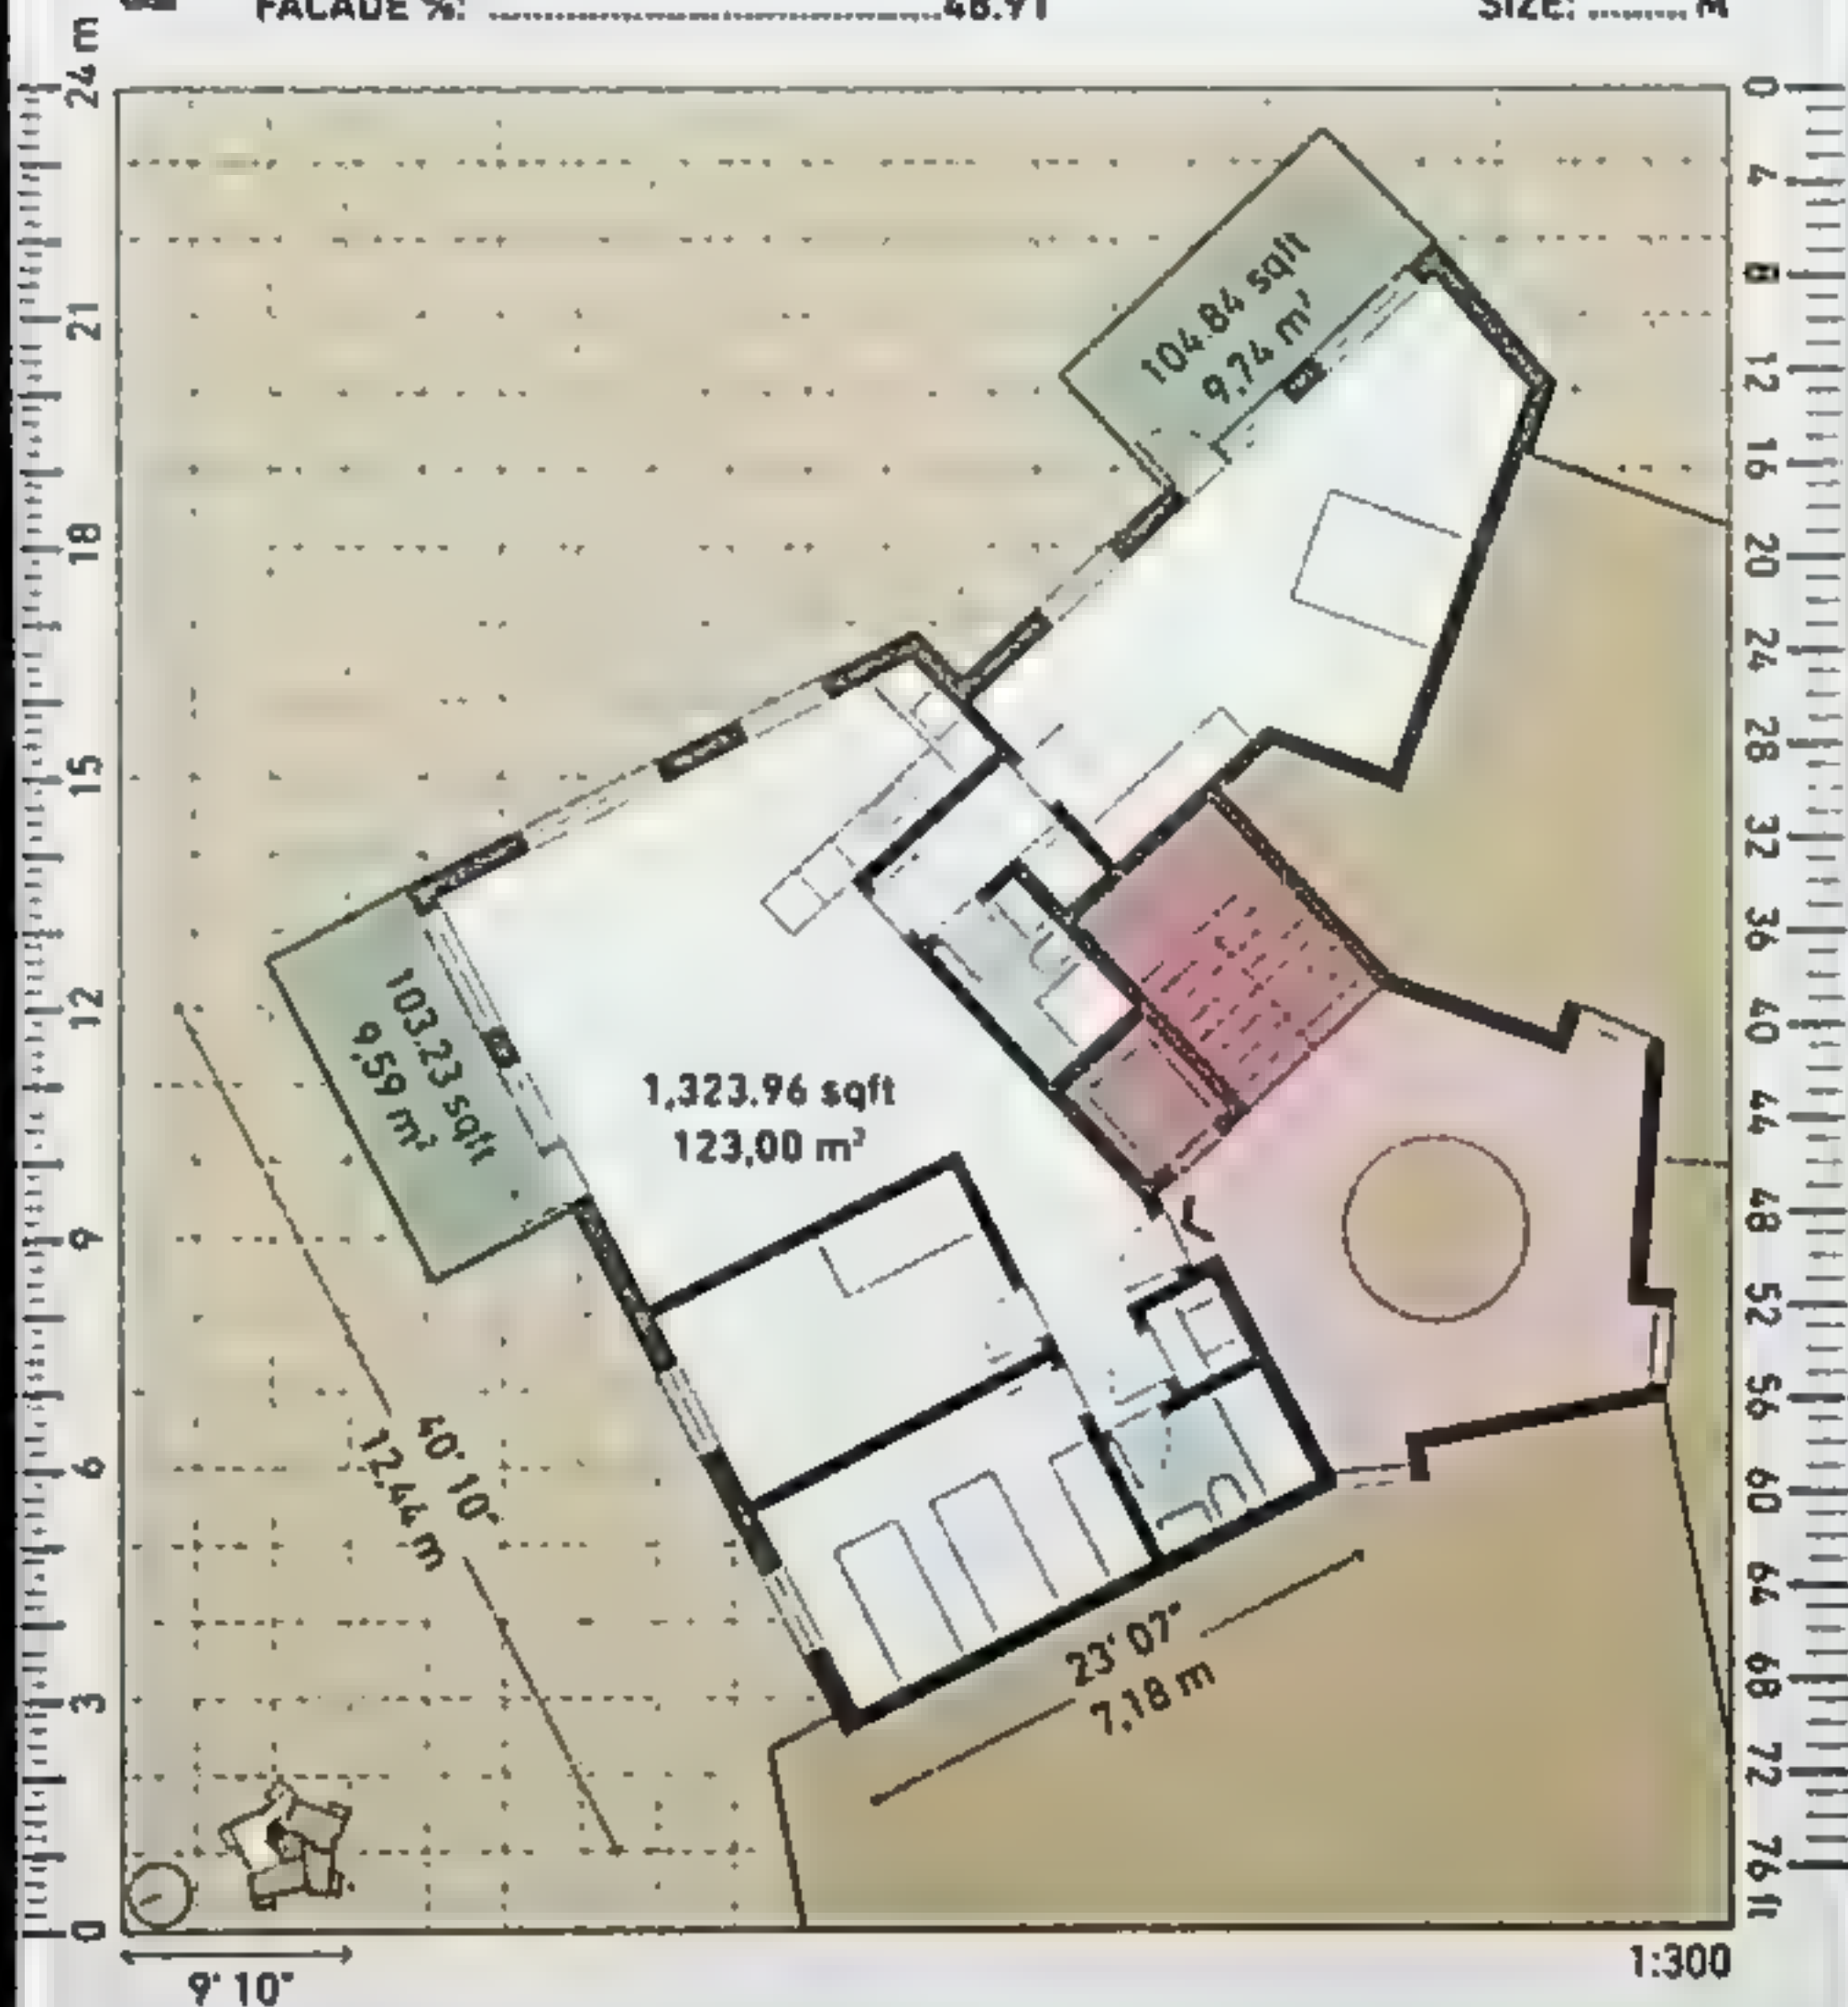 FACADE %: ........................................48.91
SIZE: ........ M
24 m
21
18
15
12
9
6
3
0
0
4
8
12
16
20
24
28
32
36
40
44
48
52
56
60
64
68
72
76 ft
104.84 sqft
9.74 m²
103.23 sqft
9,59 m²
1,323.96 sqft
123,00 m²
40' 10"
12,44 m
23' 07"
7,18 m
9' 10"
1:300